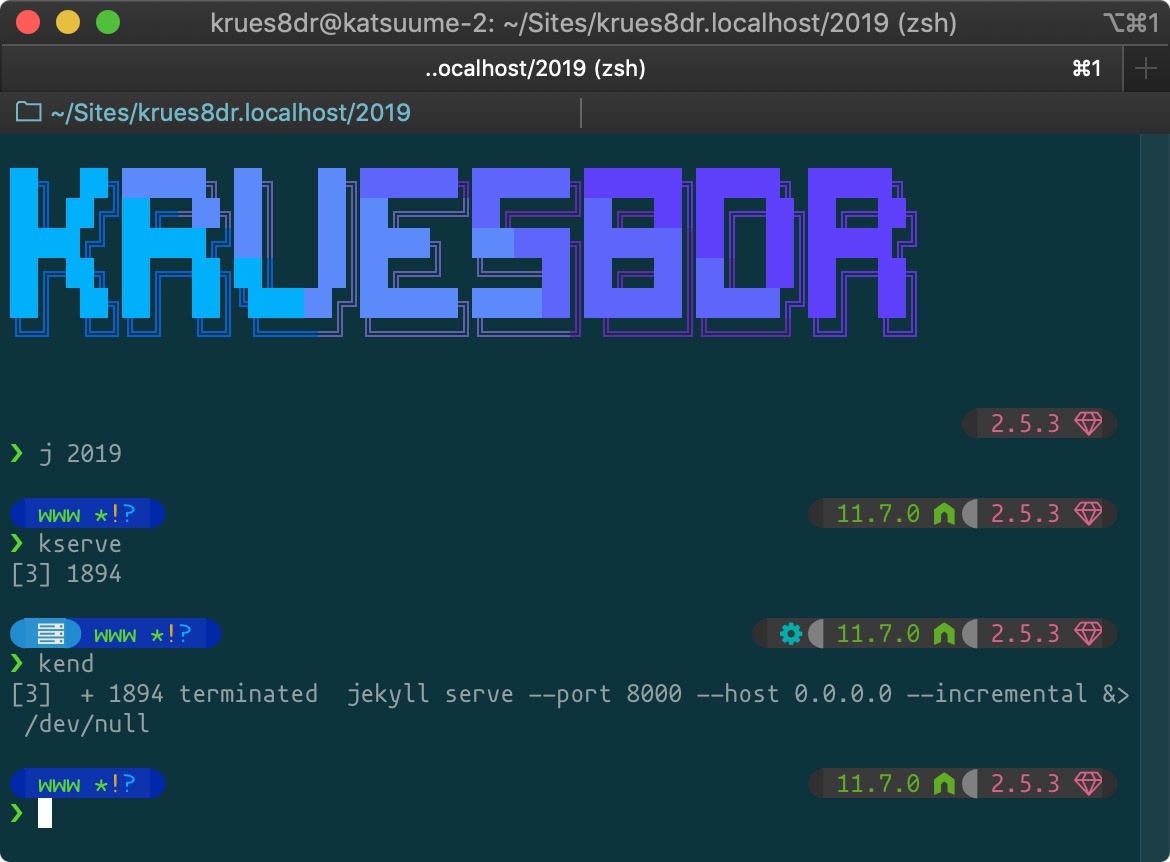 krues8dr@katsuume-2: ~/Sites/krues8dr.localhost/2019 (zsh) ⌥⌘1
..ocalhost/2019 (zsh) ⌘1
~/Sites/krues8dr.localhost/2019
KRUES8DR
2.5.3
❯ j 2019
www *!? 11.7.0 2.5.3
❯ kserve
[3] 1894
www *!? 11.7.0 2.5.3
❯ kend
[3]  + 1894 terminated  jekyll serve --port 8000 --host 0.0.0.0 --incremental &>
/dev/null
www *!? 11.7.0 2.5.3
❯